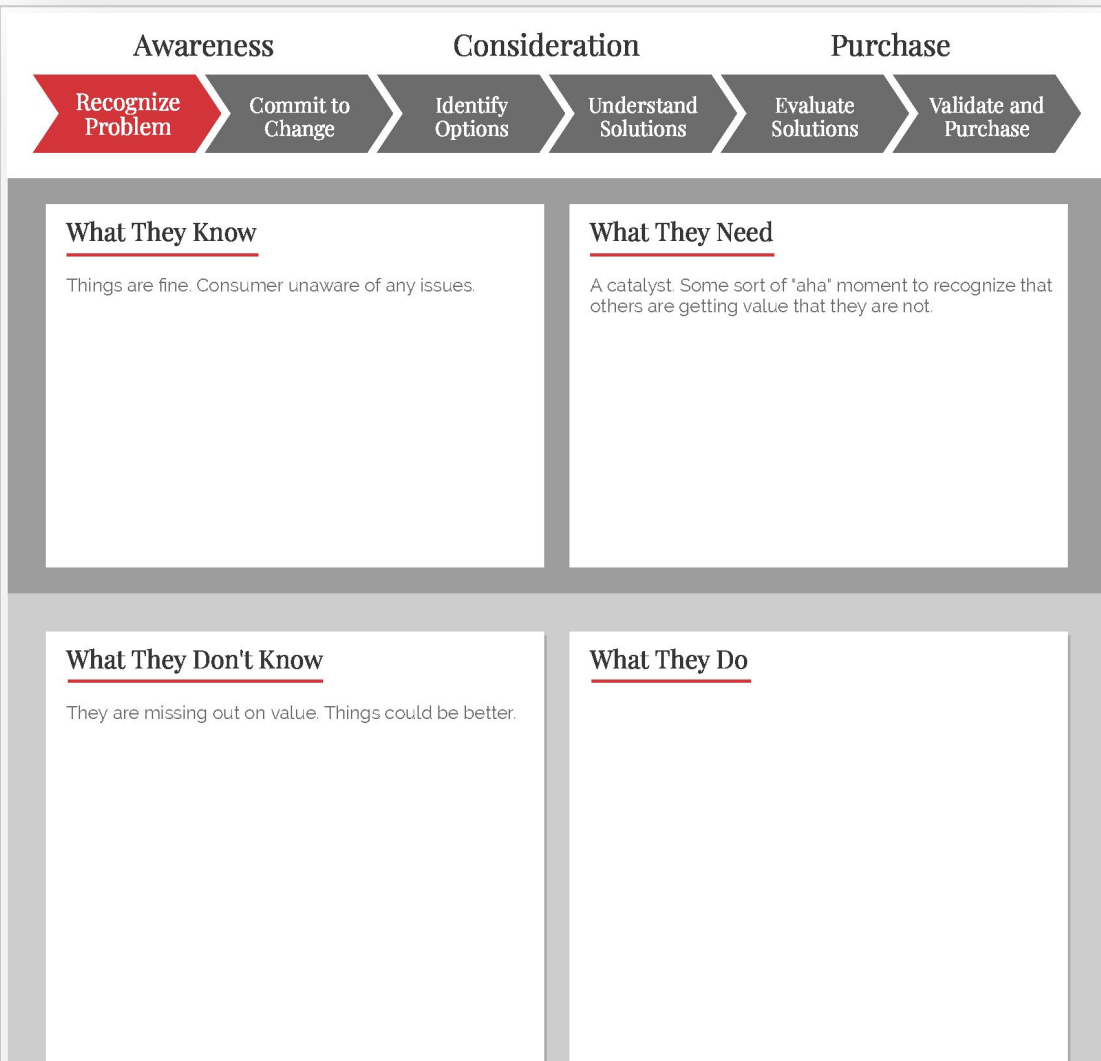 Awareness
Consideration
Purchase
Recognize
Problem
Commit to
Change
Identify
Options
Understand
Solutions
Evaluate
Solutions
Validate and
Purchase
What They Know
Things are fine. Consumer unaware of any issues.
What They Need
A catalyst. Some sort of "aha" moment to recognize that
others are getting value that they are not.
What They Don't Know
They are missing out on value. Things could be better.
What They Do